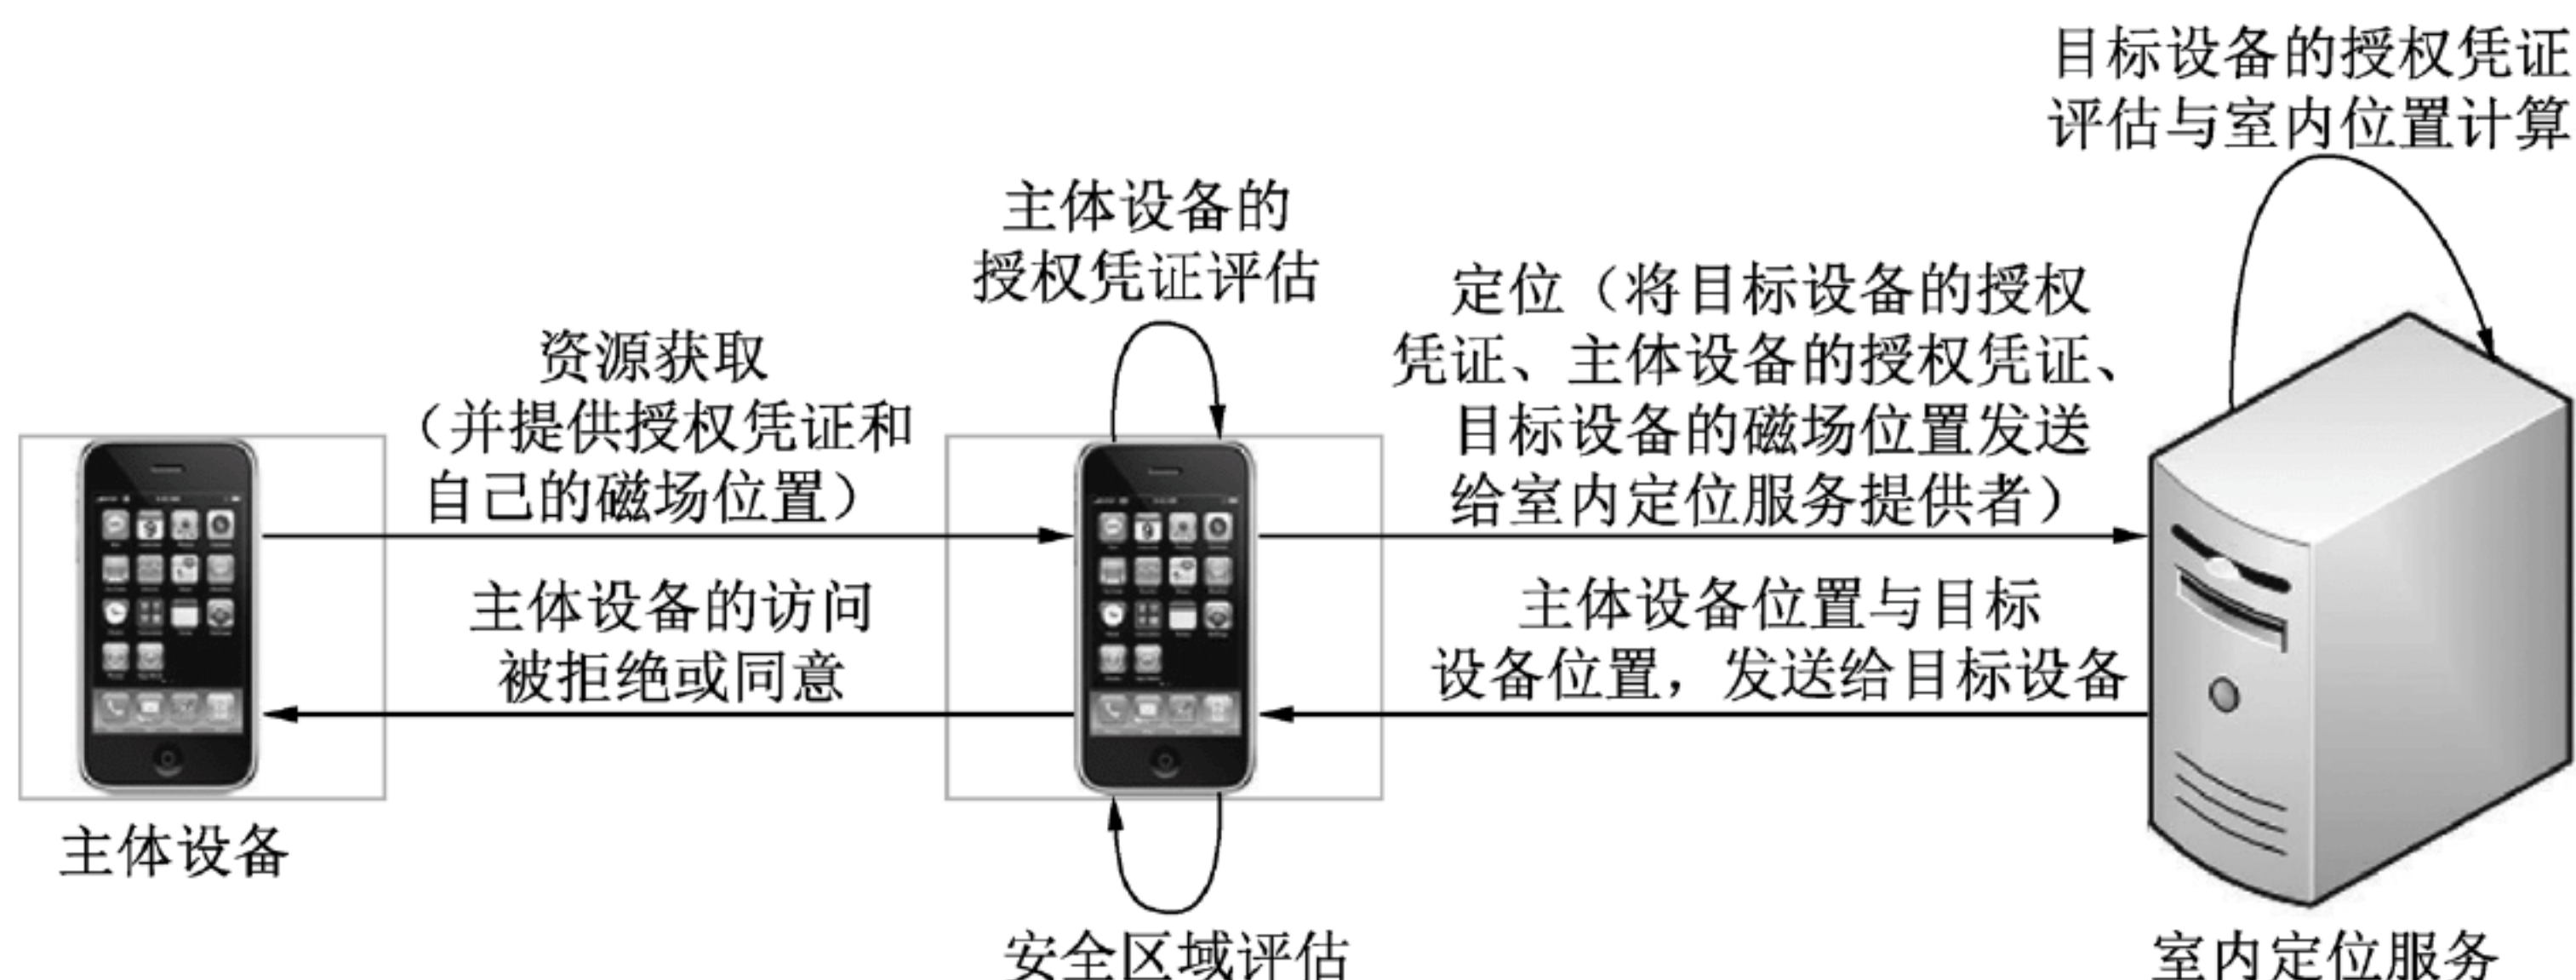 目标设备的授权凭证
评估与室内位置计算
主体设备的
授权凭证评估
定位（将目标设备的授权
凭证、主体设备的授权凭证、
目标设备的磁场位置发送
给室内定位服务提供者）
资源获取
（并提供授权凭证和
自己的磁场位置）
主体设备的访问
被拒绝或同意
主体设备位置与目标
设备位置，发送给目标设备
主体设备
安全区域评估
室内定位服务